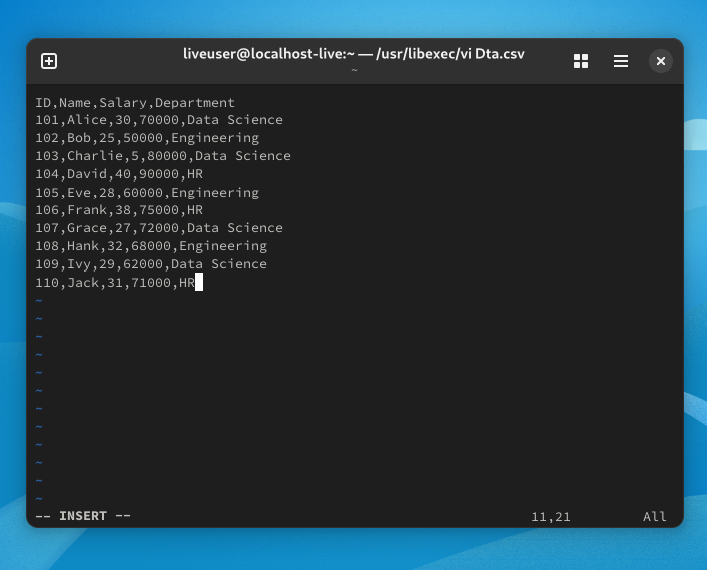 liveuser@localhost-live:~ — /usr/libexec/vi Dta.csv
~
ID,Name,Salary,Department
101,Alice,30,70000,Data Science
102,Bob,25,50000,Engineering
103,Charlie,5,80000,Data Science
104,David,40,90000,HR
105,Eve,28,60000,Engineering
106,Frank,38,75000,HR
107,Grace,27,72000,Data Science
108,Hank,32,68000,Engineering
109,Ivy,29,62000,Data Science
110,Jack,31,71000,HR
~
~
~
~
~
~
~
~
~
~
~
~
-- INSERT -- 11,21 All